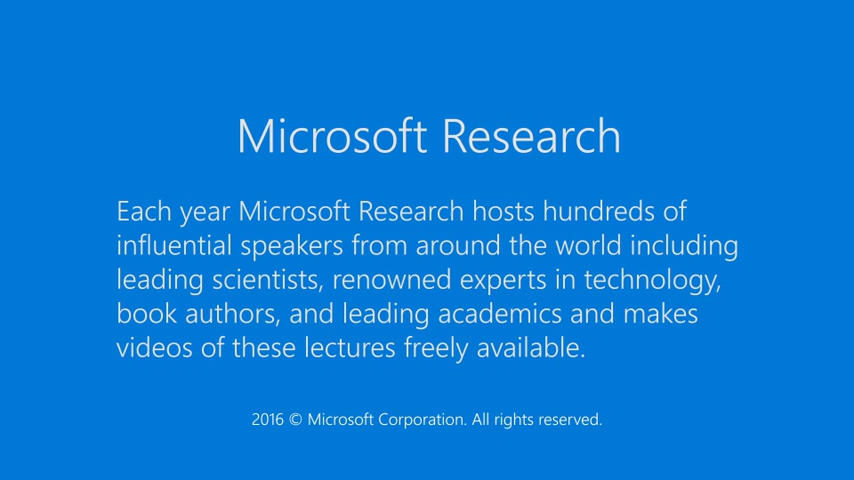 Microsoft Research
Each year Microsoft Research hosts hundreds of
influential speakers from around the world including
leading scientists, renowned experts in technology,
book authors, and leading academics and makes
videos of these lectures freely available.
2016 © Microsoft Corporation. All rights reserved.